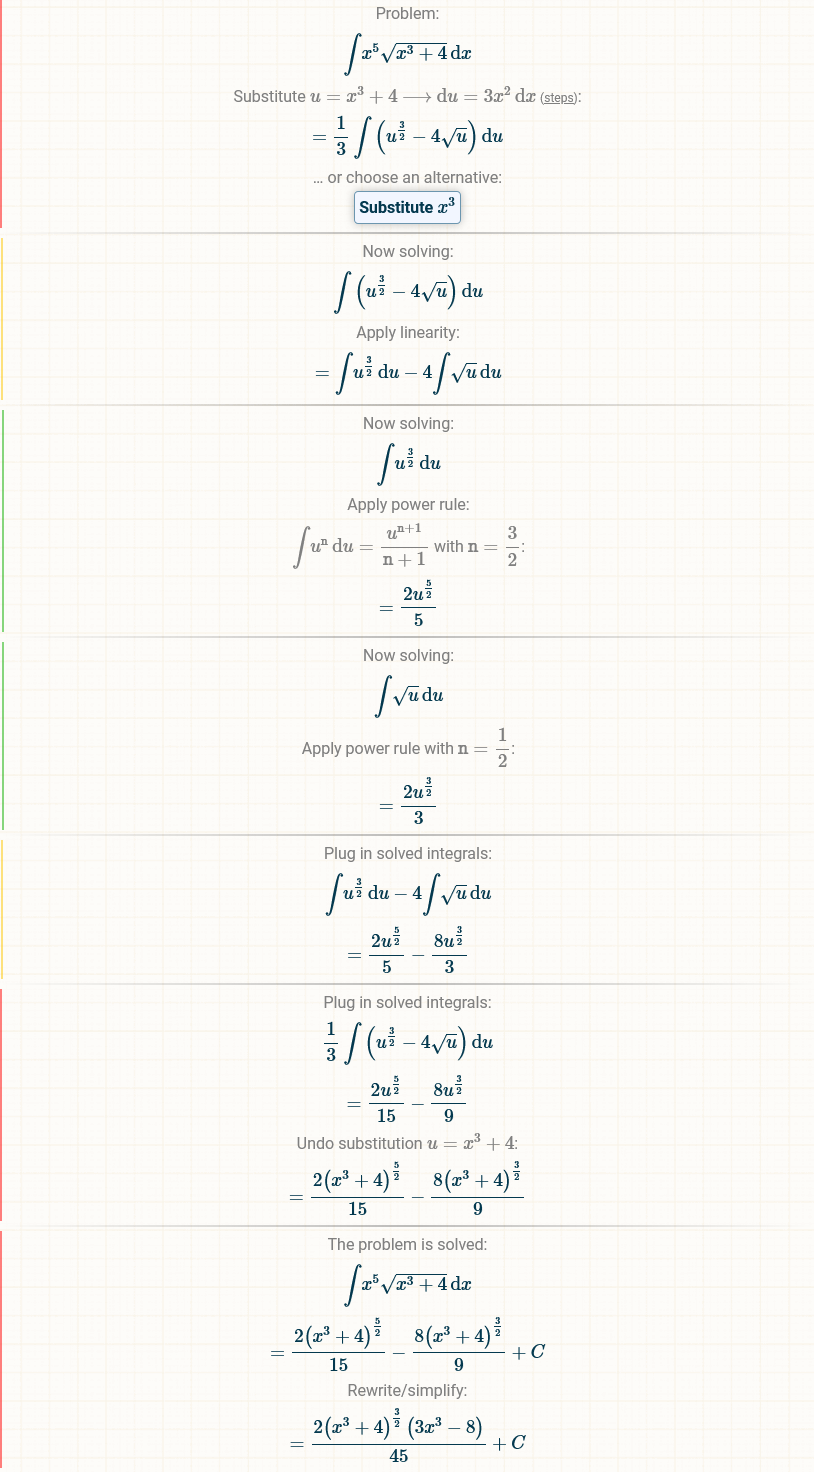 Problem:
∫ x⁵√(x³ + 4) dx
Substitute u = x³ + 4 ⟶ du = 3x² dx (steps):
= 1/3 ∫ (u^(3/2) − 4√u) du
… or choose an alternative:
Substitute x³
Now solving:
∫ (u^(3/2) − 4√u) du
Apply linearity:
= ∫ u^(3/2) du − 4 ∫ √u du
Now solving:
∫ u^(3/2) du
Apply power rule:
∫ uⁿ du = u^(n+1)/(n + 1) with n = 3/2:
= 2u^(5/2)/5
Now solving:
∫ √u du
Apply power rule with n = 1/2:
= 2u^(3/2)/3
Plug in solved integrals:
∫ u^(3/2) du − 4 ∫ √u du
= 2u^(5/2)/5 − 8u^(3/2)/3
Plug in solved integrals:
1/3 ∫ (u^(3/2) − 4√u) du
= 2u^(5/2)/15 − 8u^(3/2)/9
Undo substitution u = x³ + 4:
= 2(x³ + 4)^(5/2)/15 − 8(x³ + 4)^(3/2)/9
The problem is solved:
∫ x⁵√(x³ + 4) dx
= 2(x³ + 4)^(5/2)/15 − 8(x³ + 4)^(3/2)/9 + C
Rewrite/simplify:
= 2(x³ + 4)^(3/2) (3x³ − 8)/45 + C